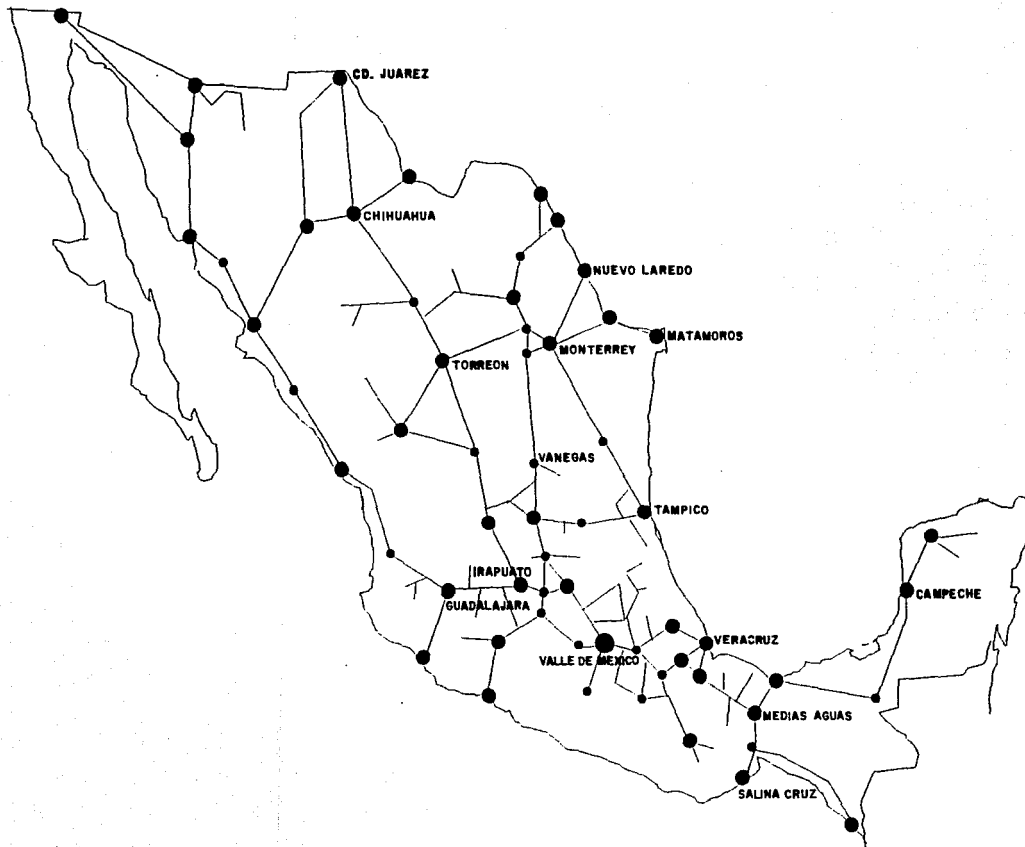 CD. JUAREZ
CHIHUAHUA
NUEVO LAREDO
MATAMOROS
MONTERREY
TORREON
VANEGAS
TAMPICO
IRAPUATO
GUADALAJARA
CAMPECHE
VERACRUZ
VALLE DE MEXICO
MEDIAS AGUAS
SALINA CRUZ